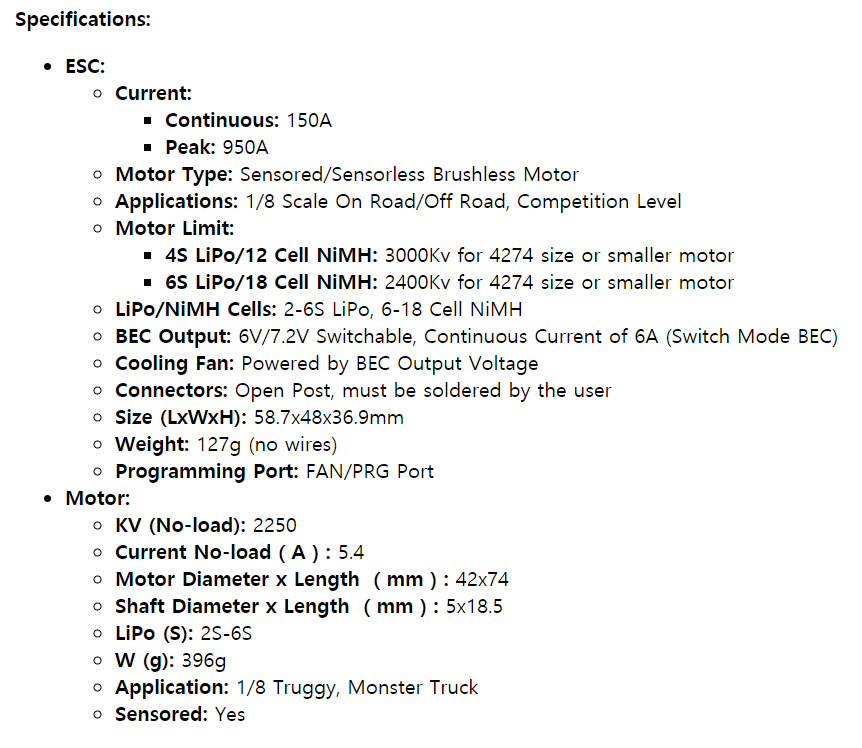 Specifications:
ESC:
Current:
Continuous: 150A
Peak: 950A
Motor Type: Sensored/Sensorless Brushless Motor
Applications: 1/8 Scale On Road/Off Road, Competition Level
Motor Limit:
4S LiPo/12 Cell NiMH: 3000Kv for 4274 size or smaller motor
6S LiPo/18 Cell NiMH: 2400Kv for 4274 size or smaller motor
LiPo/NiMH Cells: 2-6S LiPo, 6-18 Cell NiMH
BEC Output: 6V/7.2V Switchable, Continuous Current of 6A (Switch Mode BEC)
Cooling Fan: Powered by BEC Output Voltage
Connectors: Open Post, must be soldered by the user
Size (LxWxH): 58.7x48x36.9mm
Weight: 127g (no wires)
Programming Port: FAN/PRG Port
Motor:
KV (No-load): 2250
Current No-load ( A ) : 5.4
Motor Diameter x Length ( mm ) : 42x74
Shaft Diameter x Length ( mm ) : 5x18.5
LiPo (S): 2S-6S
W (g): 396g
Application: 1/8 Truggy, Monster Truck
Sensored: Yes